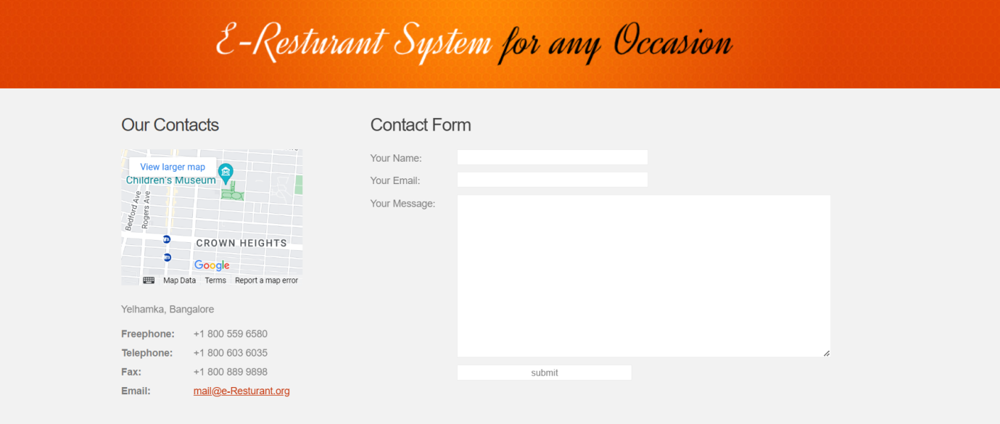 E-Resturant System for any Occasion
Our Contacts
View larger map
Children's Museum
Bedford Ave
Rogers Ave
CROWN HEIGHTS
Google
Map Data Terms Report a map error
Yelhamka, Bangalore
Freephone: +1 800 559 6580
Telephone: +1 800 603 6035
Fax: +1 800 889 9898
Email: mail@e-Resturant.org
Contact Form
Your Name:
Your Email:
Your Message:
submit